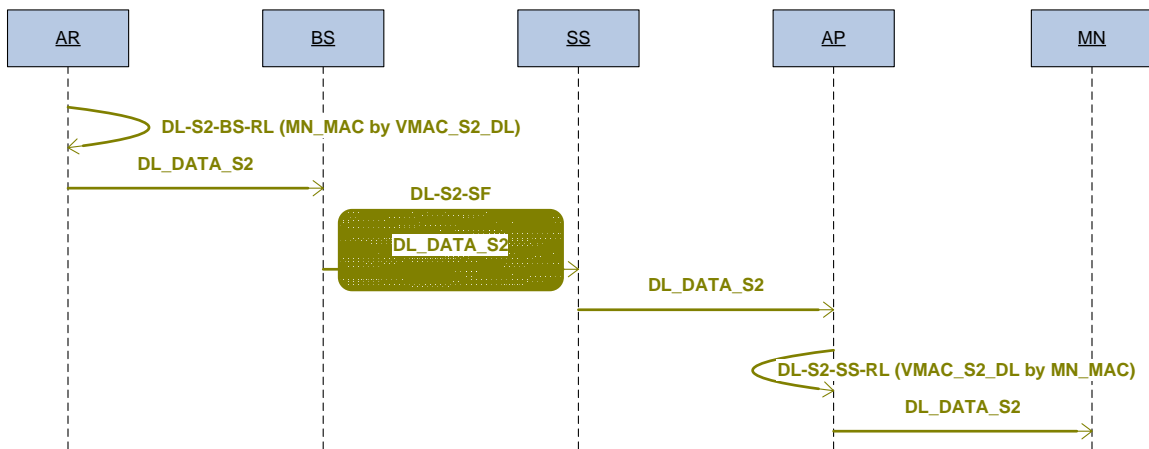 AR BS SS AP MN
DL-S2-BS-RL (MN_MAC by VMAC_S2_DL)
DL_DATA_S2
DL-S2-SF
DL_DATA_S2
DL_DATA_S2
DL-S2-SS-RL (VMAC_S2_DL by MN_MAC)
DL_DATA_S2